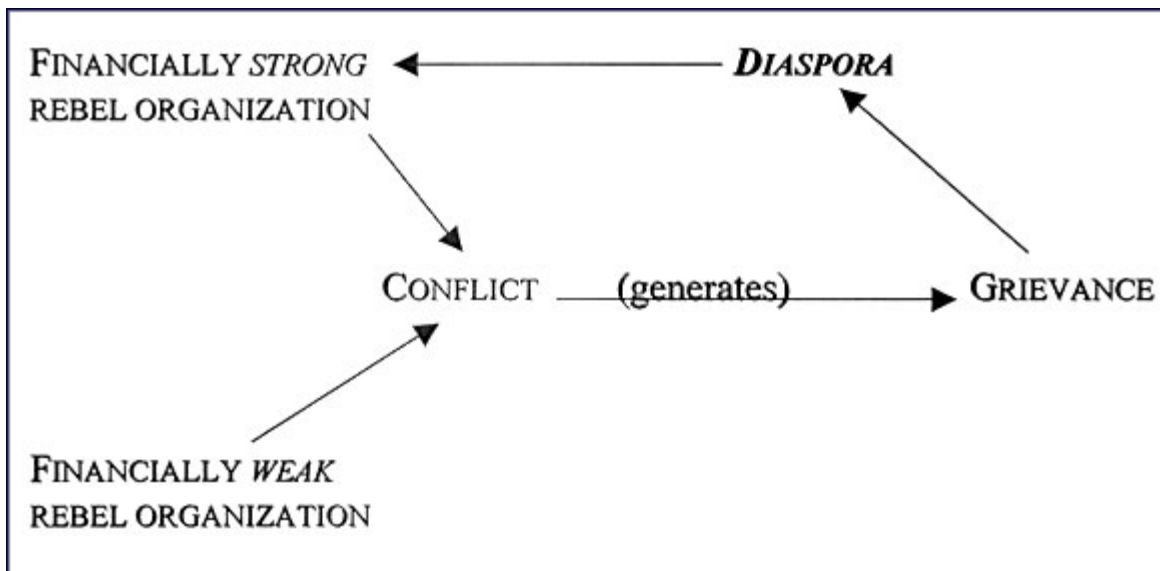 FINANCIALLY STRONG
REBEL ORGANIZATION
DIASPORA
CONFLICT
(generates)
GRIEVANCE
FINANCIALLY WEAK
REBEL ORGANIZATION